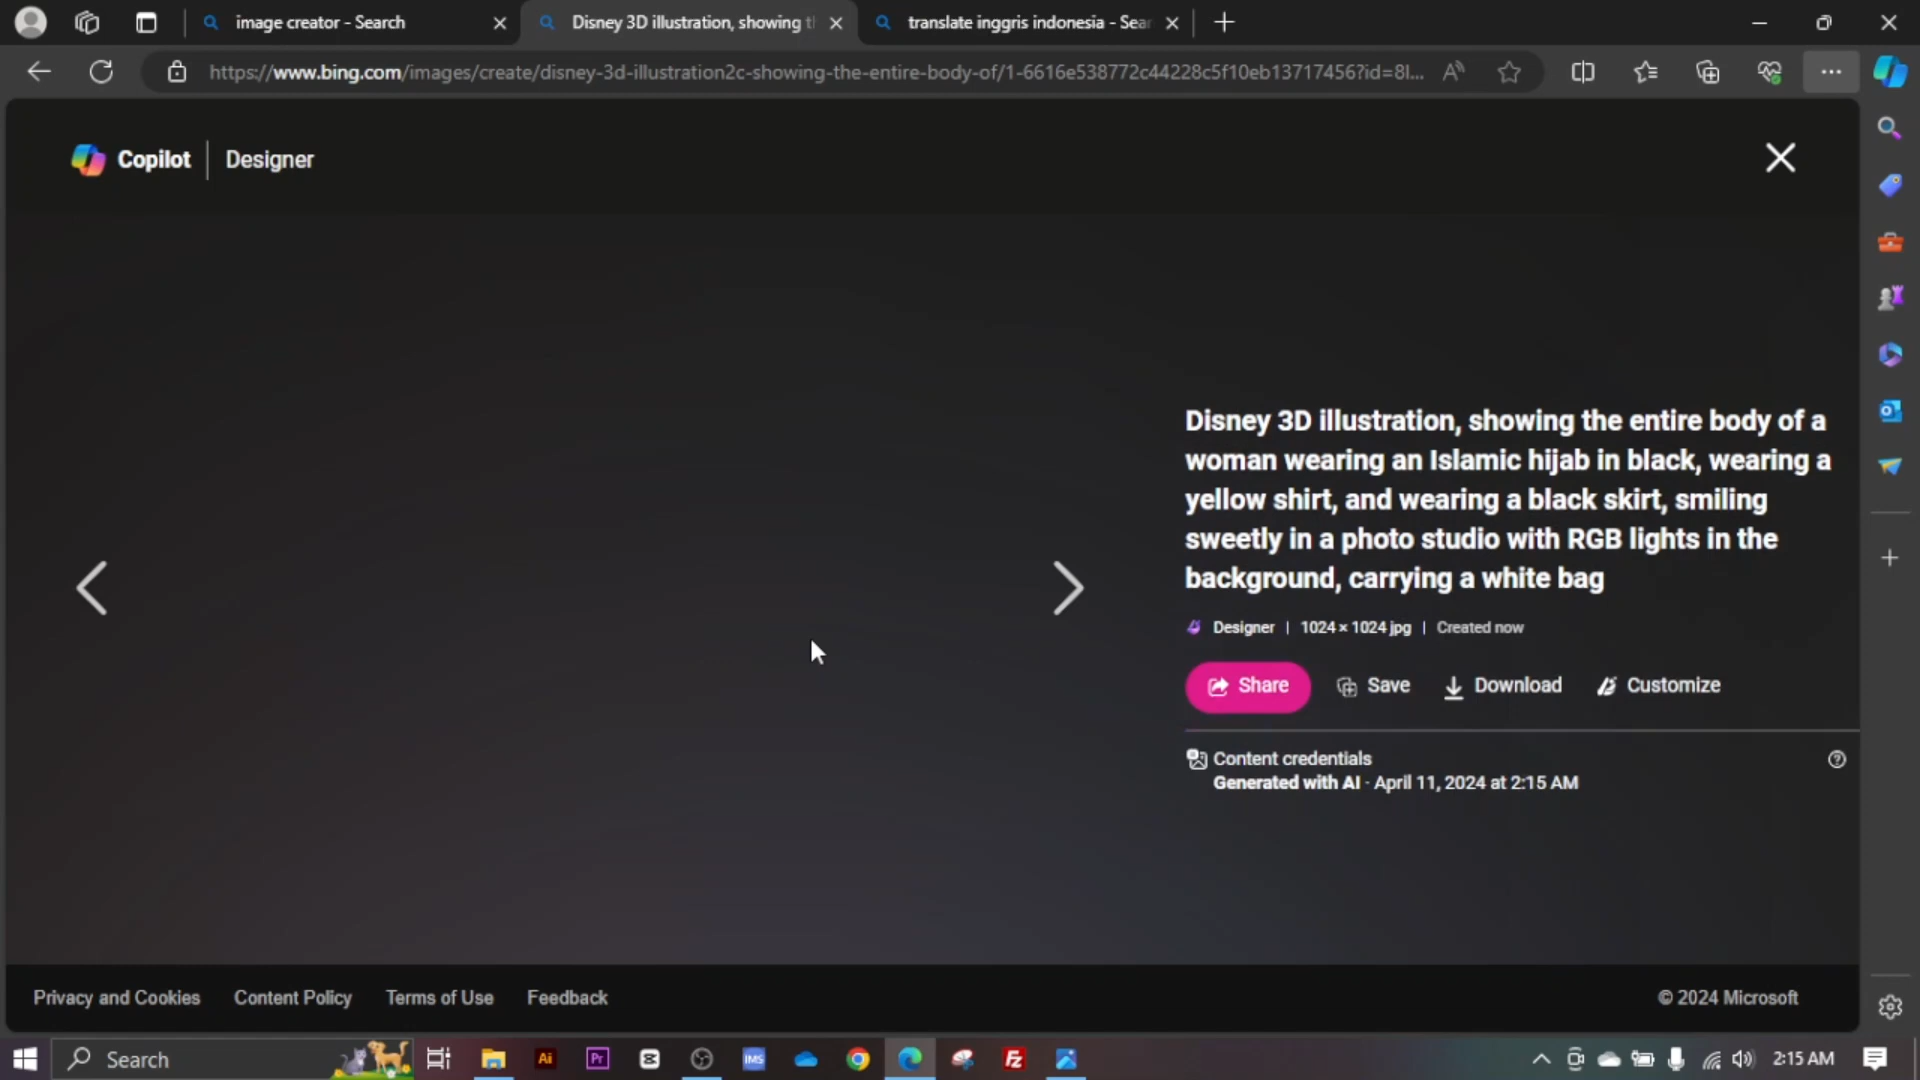 image creator - Search
Disney 3D illustration, showing t
translate inggris indonesia - Sear
https://www.bing.com/images/create/disney-3d-illustration2c-showing-the-entire-body-of/1-6616e538772c44228c5f10eb13717456?id=8l...
Copilot | Designer
Disney 3D illustration, showing the entire body of a
woman wearing an Islamic hijab in black, wearing a
yellow shirt, and wearing a black skirt, smiling
sweetly in a photo studio with RGB lights in the
background, carrying a white bag
Designer | 1024 × 1024 jpg | Created now
Share Save Download Customize
Content credentials
Generated with AI · April 11, 2024 at 2:15 AM
Privacy and Cookies Content Policy Terms of Use Feedback © 2024 Microsoft
Search Ai Pr IMS Fz 2:15 AM